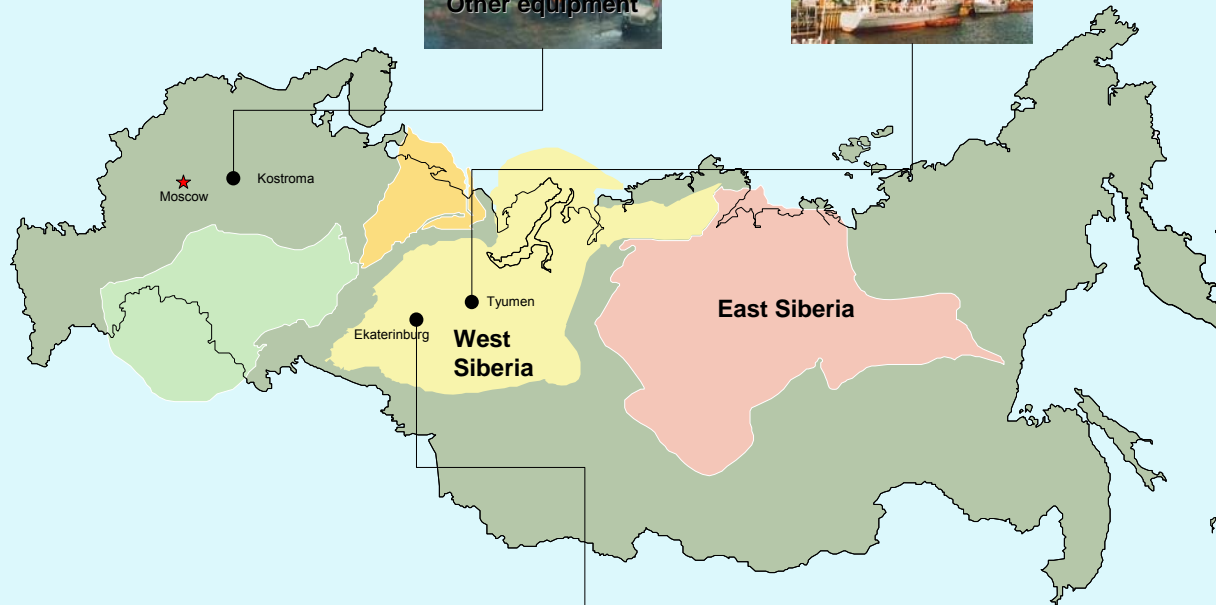 Other equipment
Kostroma
Moscow
Tyumen
East Siberia
Ekaterinburg
West
Siberia